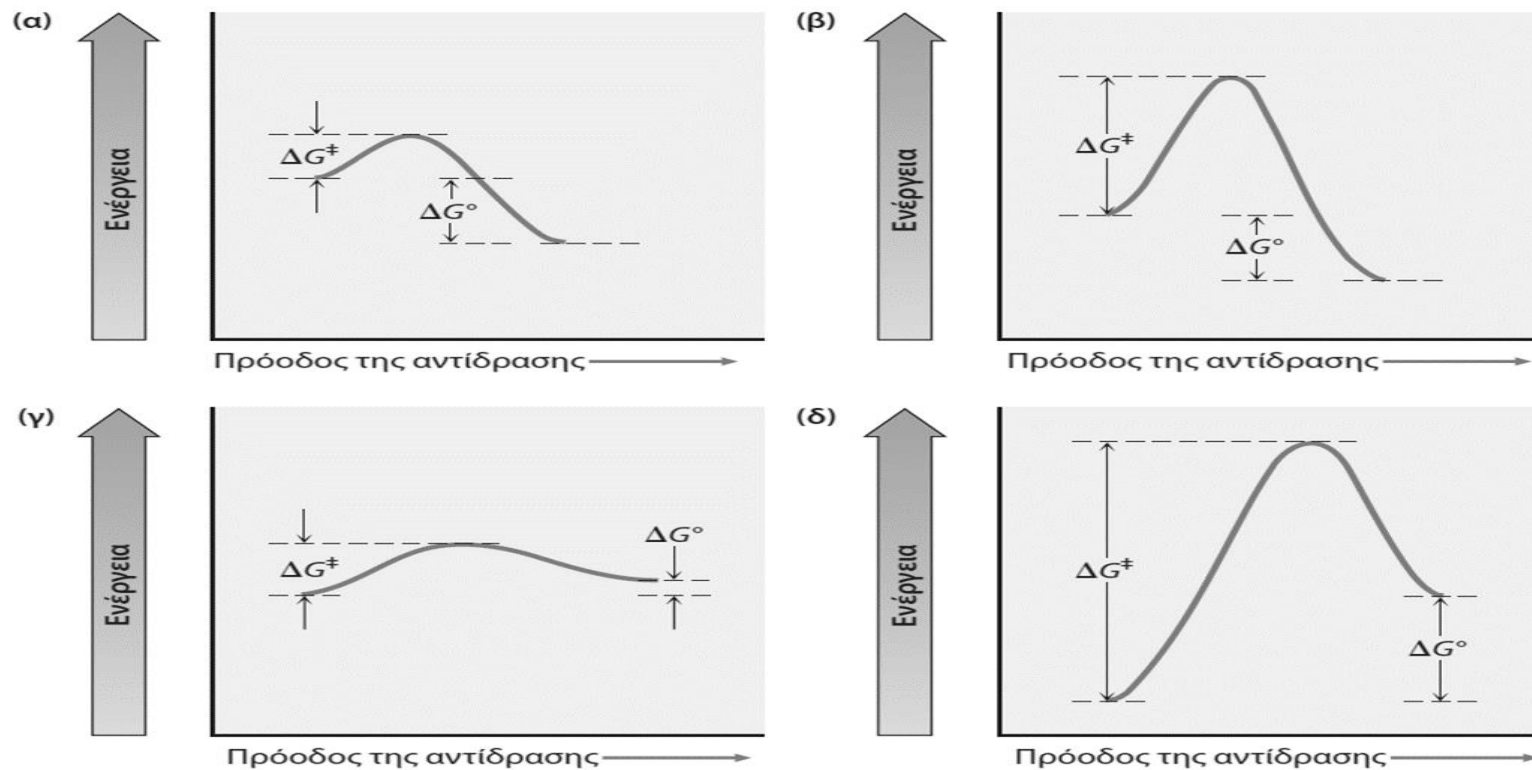 (α)
Ενέργεια
ΔG‡
ΔG°
Πρόοδος της αντίδρασης
(β)
Ενέργεια
ΔG‡
ΔG°
Πρόοδος της αντίδρασης
(γ)
Ενέργεια
ΔG‡
ΔG°
Πρόοδος της αντίδρασης
(δ)
Ενέργεια
ΔG‡
ΔG°
Πρόοδος της αντίδρασης